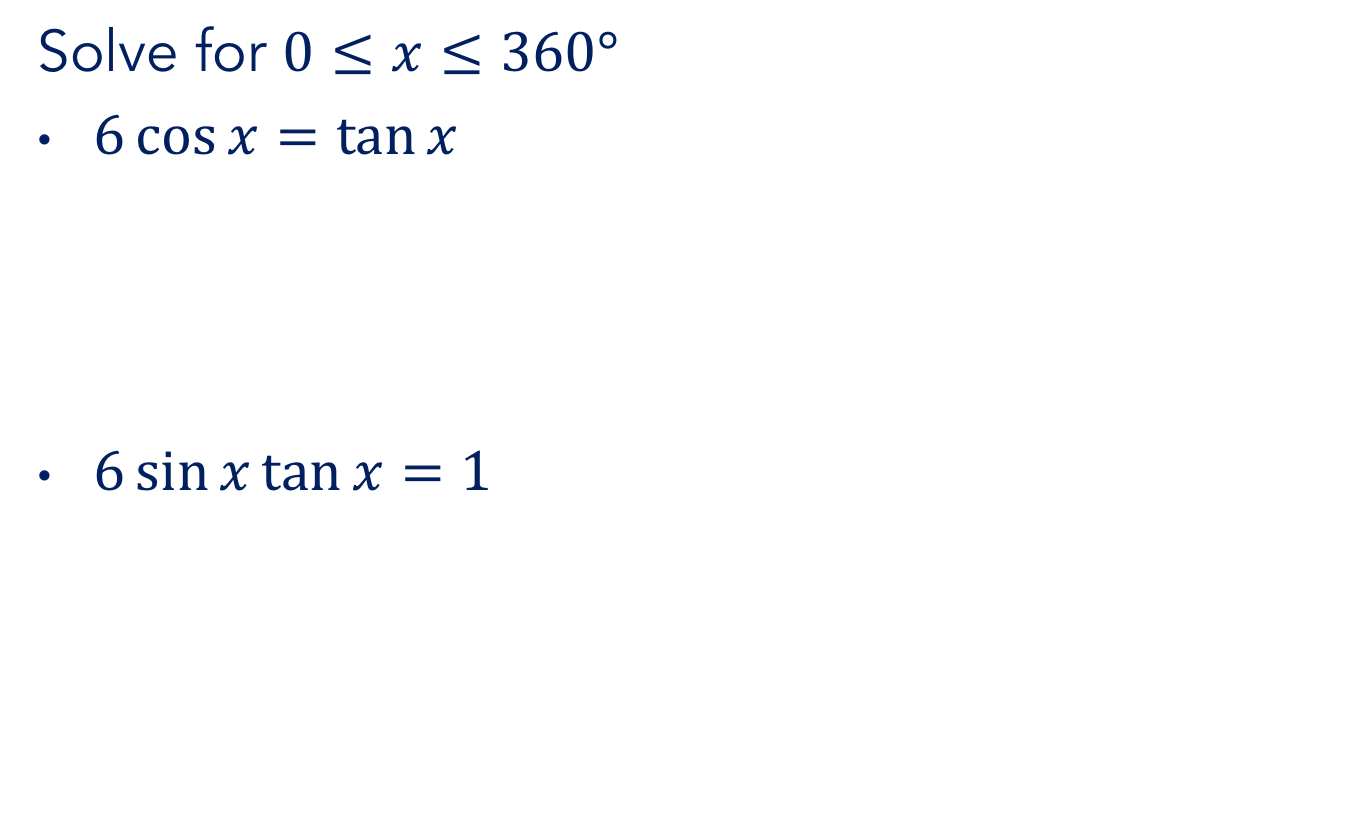 Solve for 0 ≤ x ≤ 360°
• 6 cos x = tan x
• 6 sin x tan x = 1